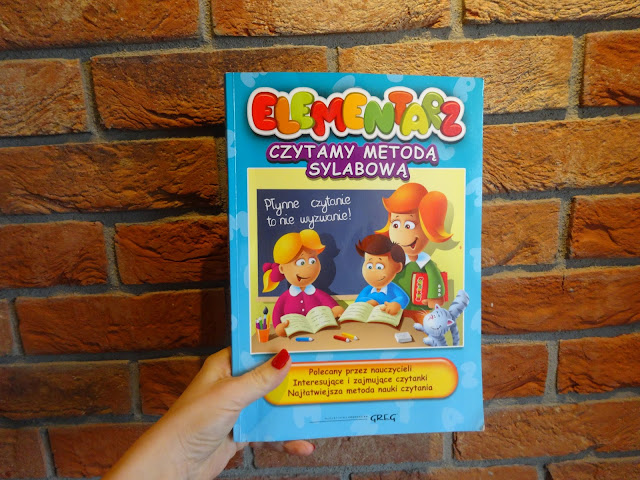 ELEMENTARZ
CZYTAMY METODĄ
SYLABOWĄ
Płynne czytanie
to nie wyzwanie!
Polecany przez nauczycieli
Interesujące i zajmujące czytanki
Najłatwiejsza metoda nauki czytania
GREG